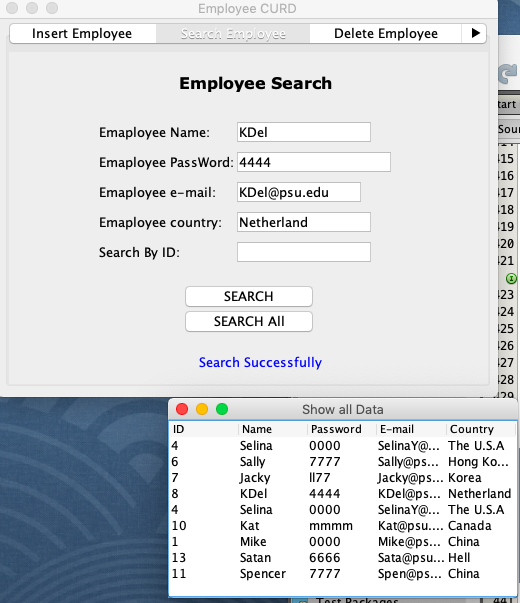 Employee CURD
Insert Employee Search Employee Delete Employee
Employee Search
Emaployee Name: KDel
Emaployee PassWord: 4444
Emaployee e-mail: KDel@psu.edu
Emaployee country: Netherland
Search By ID:
SEARCH
SEARCH All
Search Successfully
tart
Sour
415
416
417
418
419
420
421
423
424
425
426
427
428
Show all Data
ID Name Password E-mail Country
4 Selina 0000 SelinaY@... The U.S.A
6 Sally 7777 Sally@ps... Hong Ko...
7 Jacky ll77 Jacky@ps... Korea
8 KDel 4444 KDel@ps... Netherland
4 Selina 0000 SelinaY@... The U.S.A
10 Kat mmmm Kat@psu.... Canada
1 Mike 0000 Mike@ps... China
13 Satan 6666 Sata@psu... Hell
11 Spencer 7777 Spen@ps... China
Test Packages 441